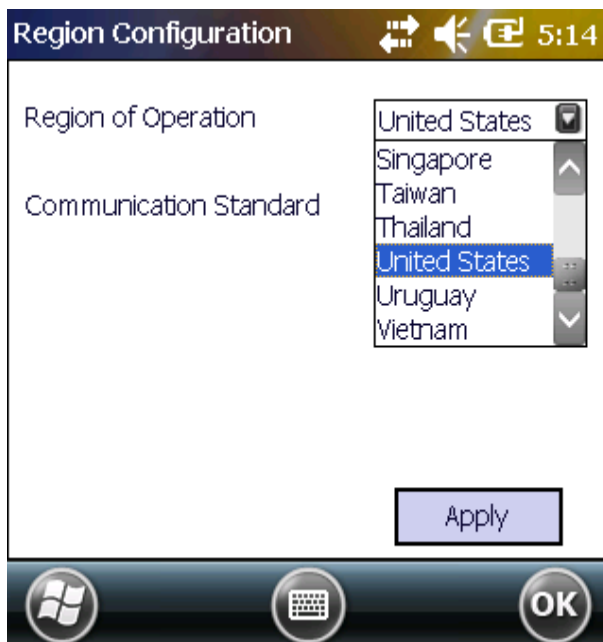 Region Configuration 5:14
Region of Operation United States
Singapore
Communication Standard Taiwan
Thailand
United States
Uruguay
Vietnam
Apply
OK